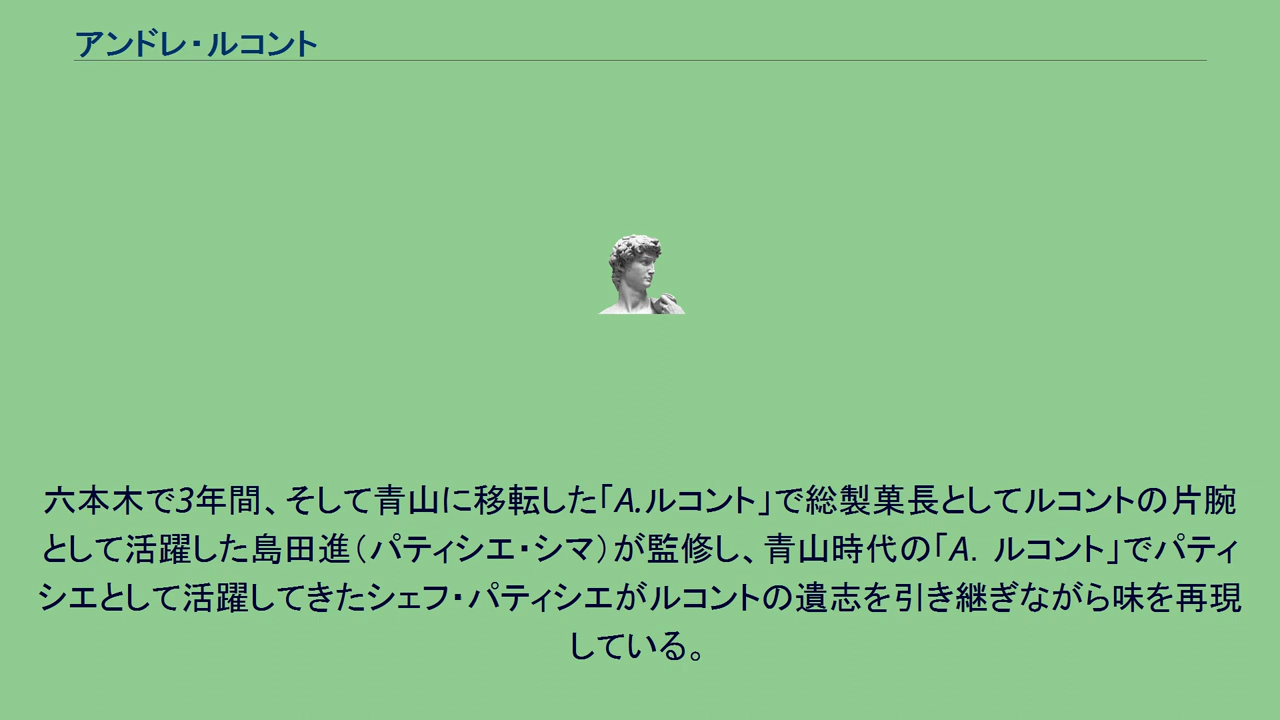 アンドレ・ルコント
六本木で3年間、そして青山に移転した「A.ルコント」で総製菓長としてルコントの片腕
として活躍した島田進（パティシエ・シマ）が監修し、青山時代の「A. ルコント」でパティ
シエとして活躍してきたシェフ・パティシエがルコントの遺志を引き継ぎながら味を再現
している。